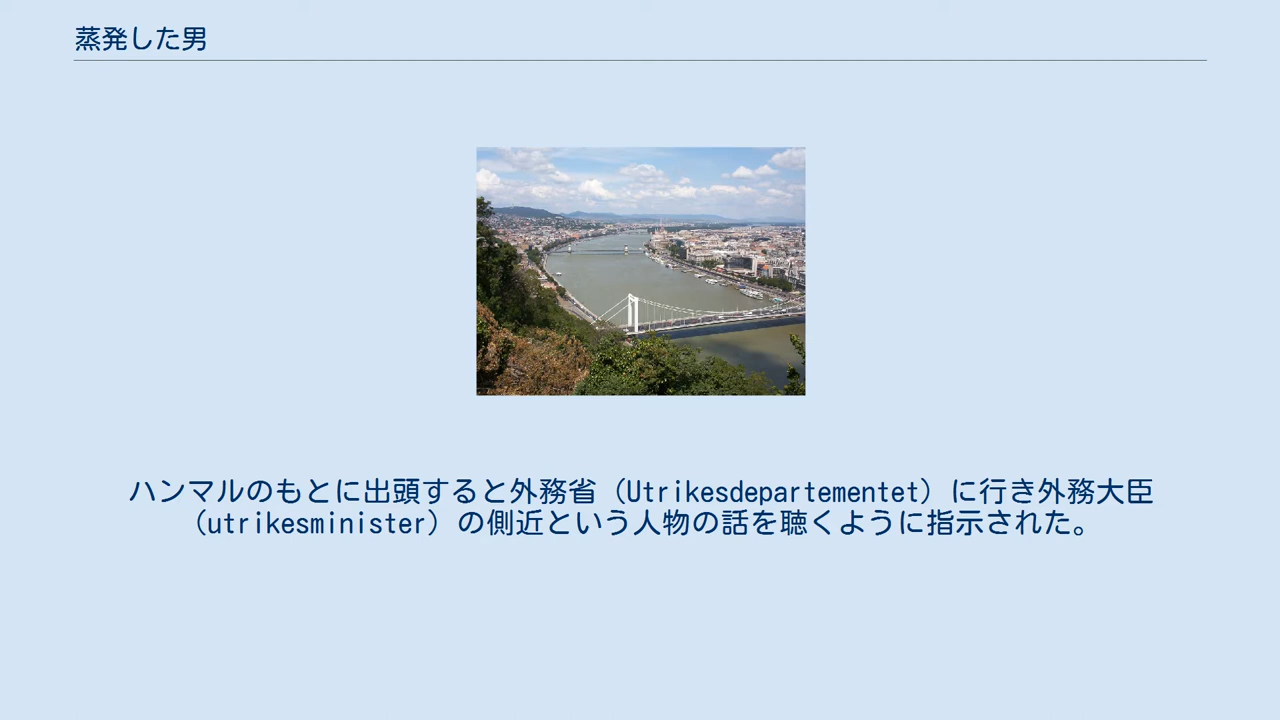 蒸発した男
ハンマルのもとに出頭すると外務省（Utrikesdepartementet）に行き外務大臣
（utrikesminister）の側近という人物の話を聴くように指示された。